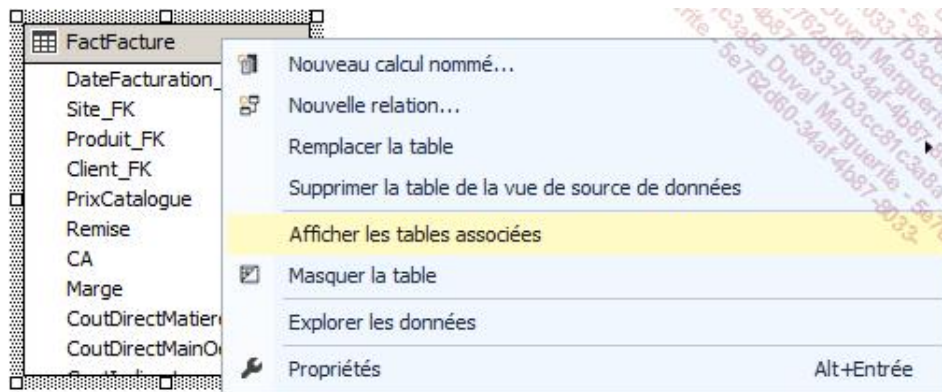 FactFacture
DateFacturation_
Site_FK
Produit_FK
Client_FK
PrixCatalogue
Remise
CA
Marge
CoutDirectMatier
CoutDirectMainO
Nouveau calcul nommé...
Nouvelle relation...
Remplacer la table
Supprimer la table de la vue de source de données
Afficher les tables associées
Masquer la table
Explorer les données
Propriétés Alt+Entrée